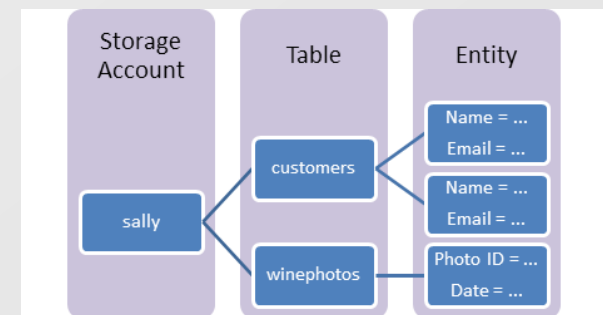 Storage
Account
Table
Entity
sally
customers
winephotos
Name = ...
Email = ...
Name = ...
Email = ...
Photo ID = ...
Date = ...